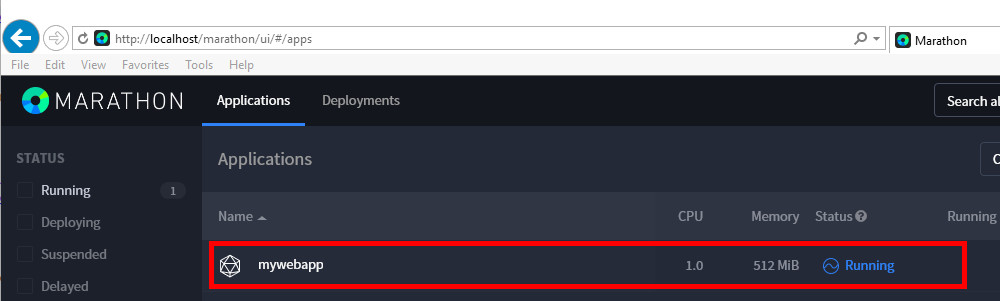 http://localhost/marathon/ui/#/apps
Marathon
File Edit View Favorites Tools Help
MARATHON Applications Deployments
Search al
STATUS
Running 1
Deploying
Suspended
Delayed
Applications
Name CPU Memory Status Running
mywebapp 1.0 512 MiB Running